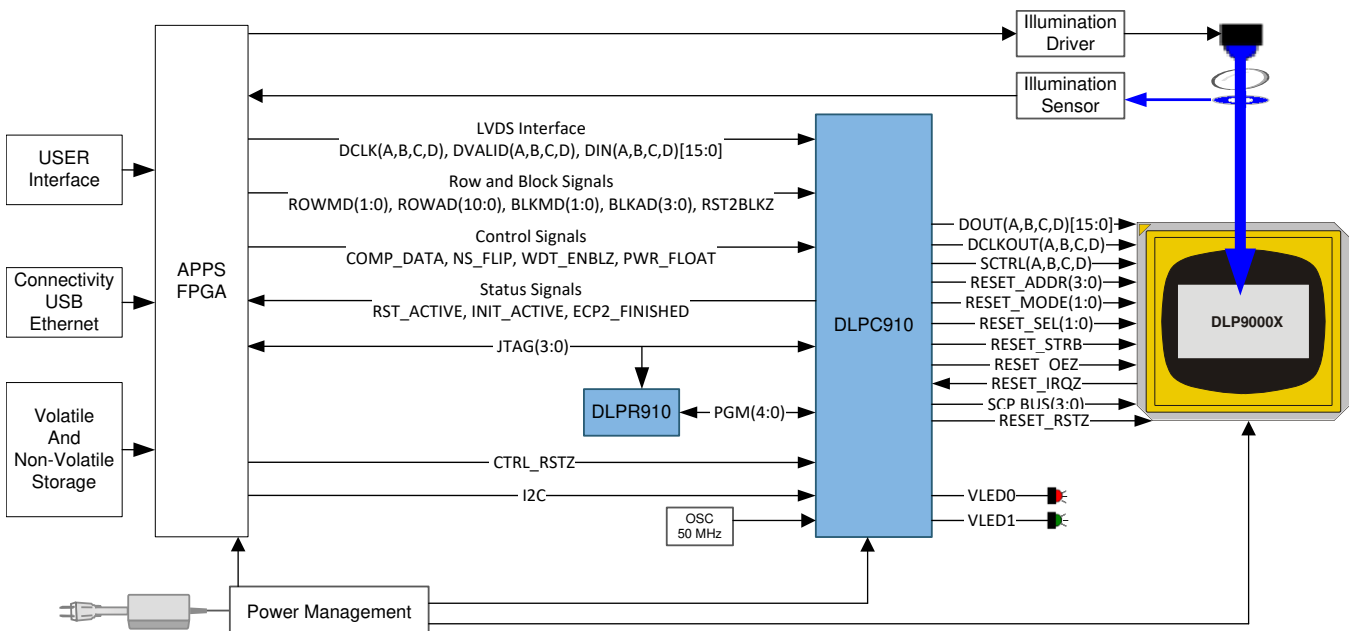 Illumination
Driver
Illumination
Sensor
USER
Interface
Connectivity
USB
Ethernet
Volatile
And
Non-Volatile
Storage
APPS
FPGA
LVDS Interface
DCLK(A,B,C,D), DVALID(A,B,C,D), DIN(A,B,C,D)[15:0]
Row and Block Signals
ROWMD(1:0), ROWAD(10:0), BLKMD(1:0), BLKAD(3:0), RST2BLKZ
Control Signals
COMP_DATA, NS_FLIP, WDT_ENBLZ, PWR_FLOAT
Status Signals
RST_ACTIVE, INIT_ACTIVE, ECP2_FINISHED
JTAG(3:0)
DLPR910
PGM(4:0)
CTRL_RSTZ
I2C
OSC
50 MHz
DLPC910
DOUT(A,B,C,D)[15:0]
DCLKOUT(A,B,C,D)
SCTRL(A,B,C,D)
RESET_ADDR(3:0)
RESET_MODE(1:0)
RESET_SEL(1:0)
RESET_STRB
RESET_OEZ
RESET_IRQZ
SCP BUS(3:0)
RESET_RSTZ
VLED0
VLED1
DLP9000X
Power Management